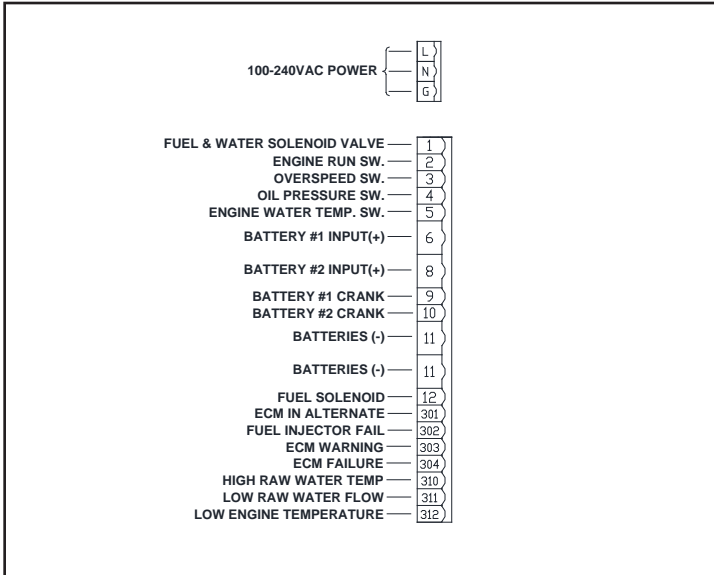 L
100-240VAC POWER N
G
FUEL & WATER SOLENOID VALVE 1
ENGINE RUN SW. 2
OVERSPEED SW. 3
OIL PRESSURE SW. 4
ENGINE WATER TEMP. SW. 5
BATTERY #1 INPUT(+) 6
BATTERY #2 INPUT(+) 8
BATTERY #1 CRANK 9
BATTERY #2 CRANK 10
BATTERIES (-) 11
BATTERIES (-) 11
FUEL SOLENOID 12
ECM IN ALTERNATE 301
FUEL INJECTOR FAIL 302
ECM WARNING 303
ECM FAILURE 304
HIGH RAW WATER TEMP 310
LOW RAW WATER FLOW 311
LOW ENGINE TEMPERATURE 312